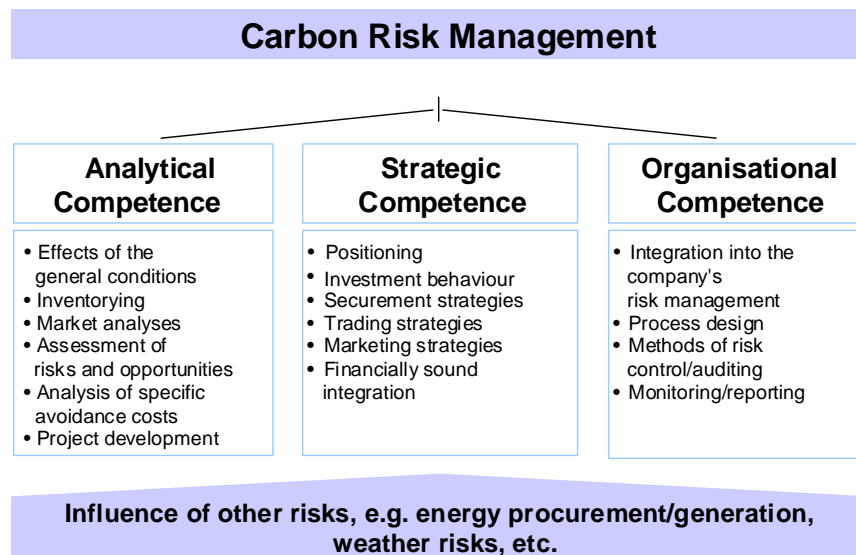 Carbon Risk Management
Analytical
Competence
• Effects of the
general conditions
• Inventorying
• Market analyses
• Assessment of
risks and opportunities
• Analysis of specific
avoidance costs
• Project development
Strategic
Competence
• Positioning
• Investment behaviour
• Securement strategies
• Trading strategies
• Marketing strategies
• Financially sound
integration
Organisational
Competence
• Integration into the
company's
risk management
• Process design
• Methods of risk
control/auditing
• Monitoring/reporting
Influence of other risks, e.g. energy procurement/generation,
weather risks, etc.